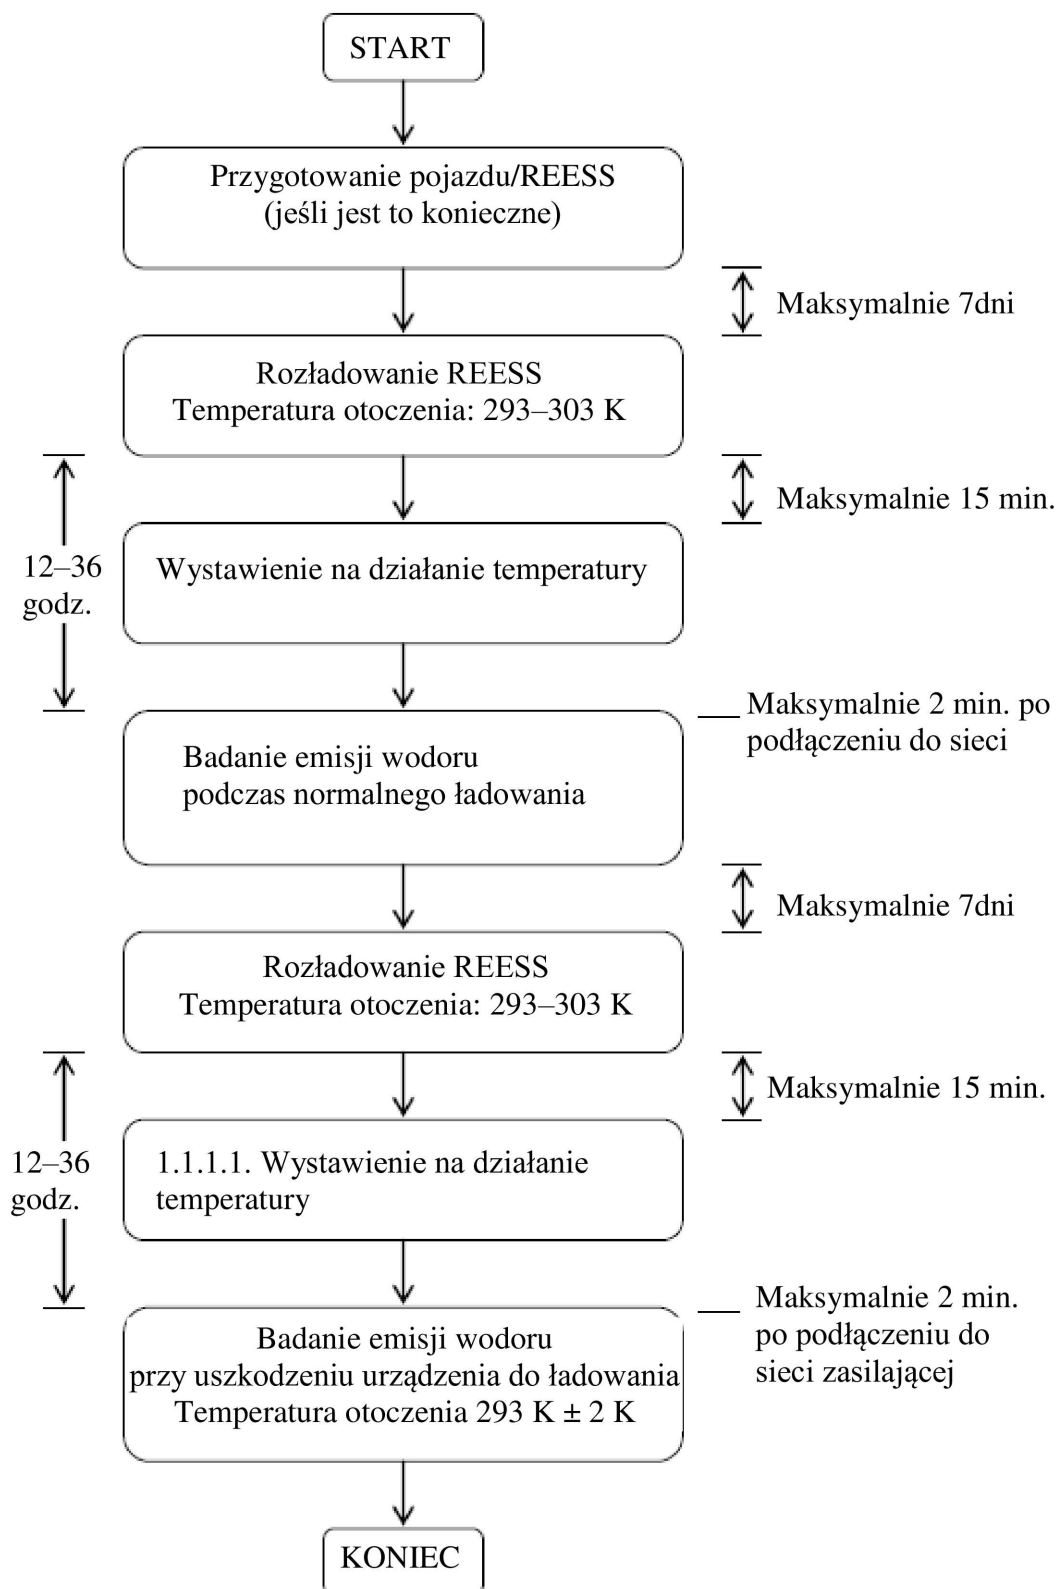 START
Przygotowanie pojazdu/REESS
(jeśli jest to konieczne)
Maksymalnie 7dni
Rozładowanie REESS
Temperatura otoczenia: 293–303 K
Maksymalnie 15 min.
12–36
godz.
Wystawienie na działanie temperatury
Maksymalnie 2 min. po
podłączeniu do sieci
Badanie emisji wodoru
podczas normalnego ładowania
Maksymalnie 7dni
Rozładowanie REESS
Temperatura otoczenia: 293–303 K
Maksymalnie 15 min.
12–36
godz.
1.1.1.1. Wystawienie na działanie
temperatury
Maksymalnie 2 min.
po podłączeniu do
sieci zasilającej
Badanie emisji wodoru
przy uszkodzeniu urządzenia do ładowania
Temperatura otoczenia 293 K ± 2 K
KONIEC